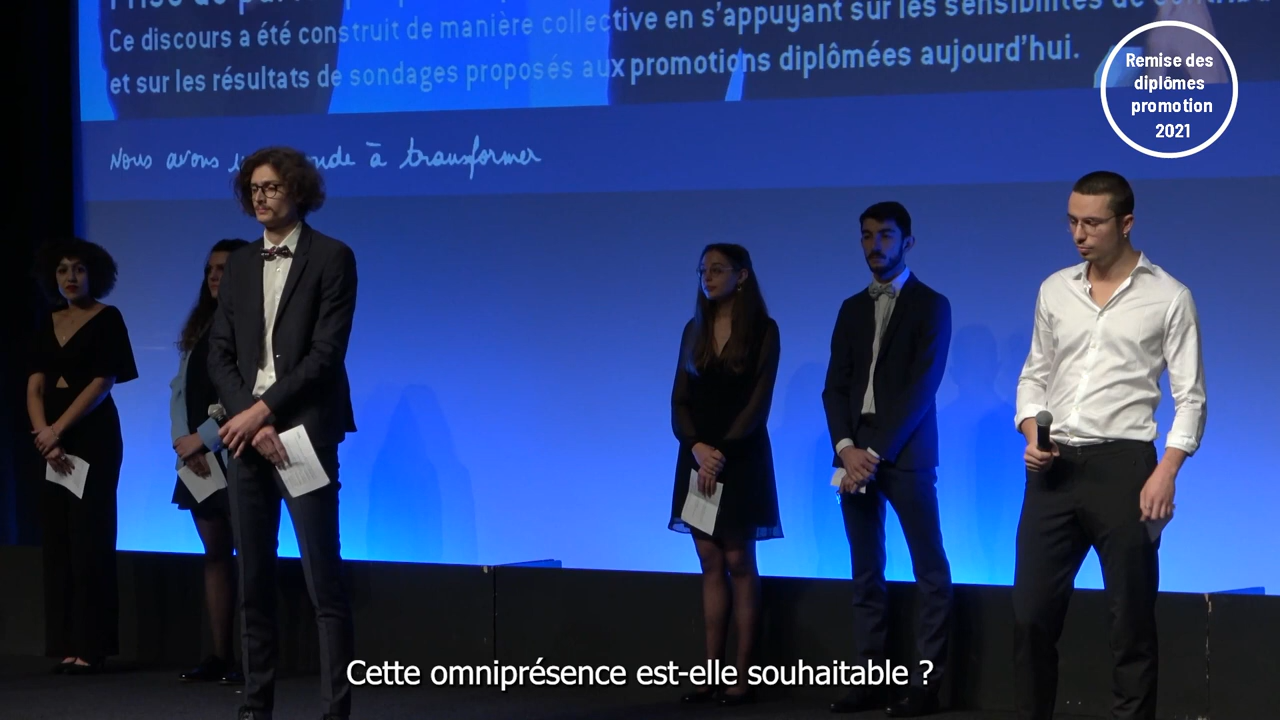 Prise de
Ce discours a été construit de manière collective en s'appuyant sur les sensibilités de
et sur les résultats de sondages proposés aux promotions diplômées aujourd'hui.
Nous avons à transformer
Remise des
diplômes
promotion
2021
Cette omniprésence est-elle souhaitable ?